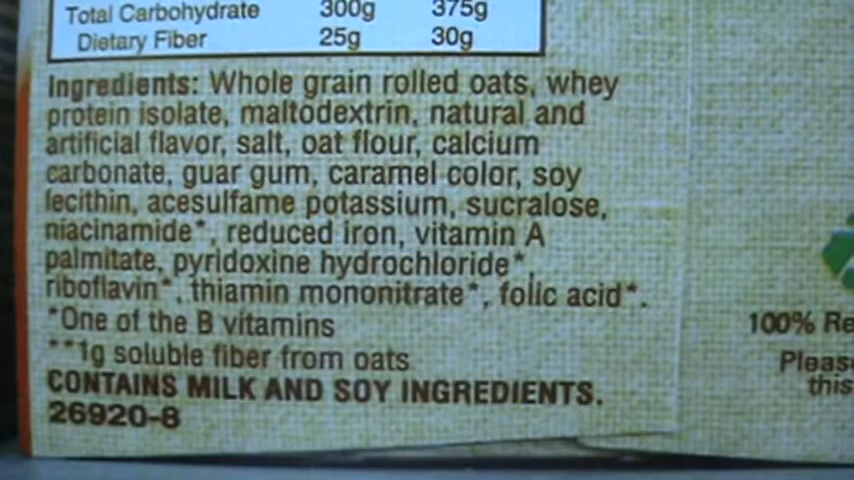 Total Carbohydrate 300g 375g
Dietary Fiber 25g 30g
Ingredients: Whole grain rolled oats, whey
protein isolate, maltodextrin, natural and
artificial flavor, salt, oat flour, calcium
carbonate, guar gum, caramel color, soy
lecithin, acesulfame potassium, sucralose,
niacinamide*, reduced iron, vitamin A
palmitate, pyridoxine hydrochloride*,
riboflavin*, thiamin mononitrate*, folic acid*.
*One of the B vitamins
**1g soluble fiber from oats
CONTAINS MILK AND SOY INGREDIENTS.
26920-8
100% Re
Pleas
this